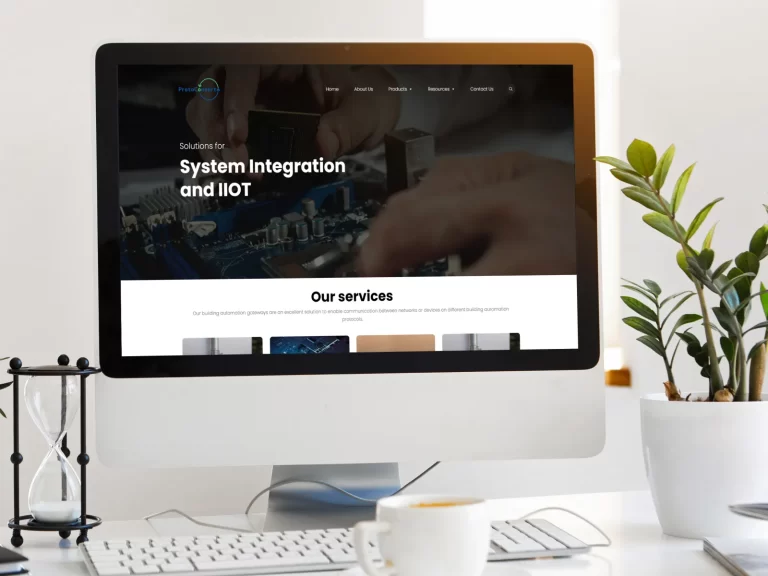 Home About Us Products Resources Contact Us
Solutions for
System Integration
and IIOT
Our services
Our building automation gateways are an excellent solution to enable communication between networks or devices on different building automation
protocols.